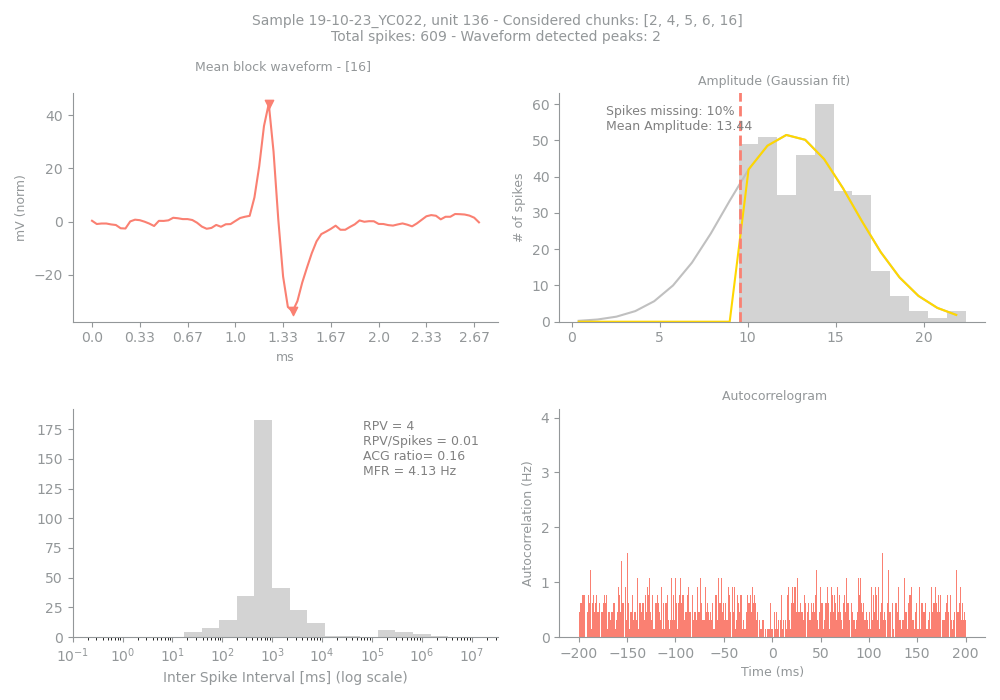 Sample 19-10-23_YC022, unit 136 - Considered chunks: [2, 4, 5, 6, 16]
Total spikes: 609 - Waveform detected peaks: 2
Mean block waveform - [16]
mV (norm)
40
20
0
−20
0.0 0.33 0.67 1.0 1.33 1.67 2.0 2.33 2.67
ms
Amplitude (Gaussian fit)
Spikes missing: 10%
Mean Amplitude: 13.44
# of spikes
60
50
40
30
20
10
0
0 5 10 15 20
RPV = 4
RPV/Spikes = 0.01
ACG ratio= 0.16
MFR = 4.13 Hz
175
150
125
100
75
50
25
0
10⁻¹ 10⁰ 10¹ 10² 10³ 10⁴ 10⁵ 10⁶ 10⁷
Inter Spike Interval [ms] (log scale)
Autocorrelogram
Autocorrelation (Hz)
4
3
2
1
0
−200 −150 −100 −50 0 50 100 150 200
Time (ms)